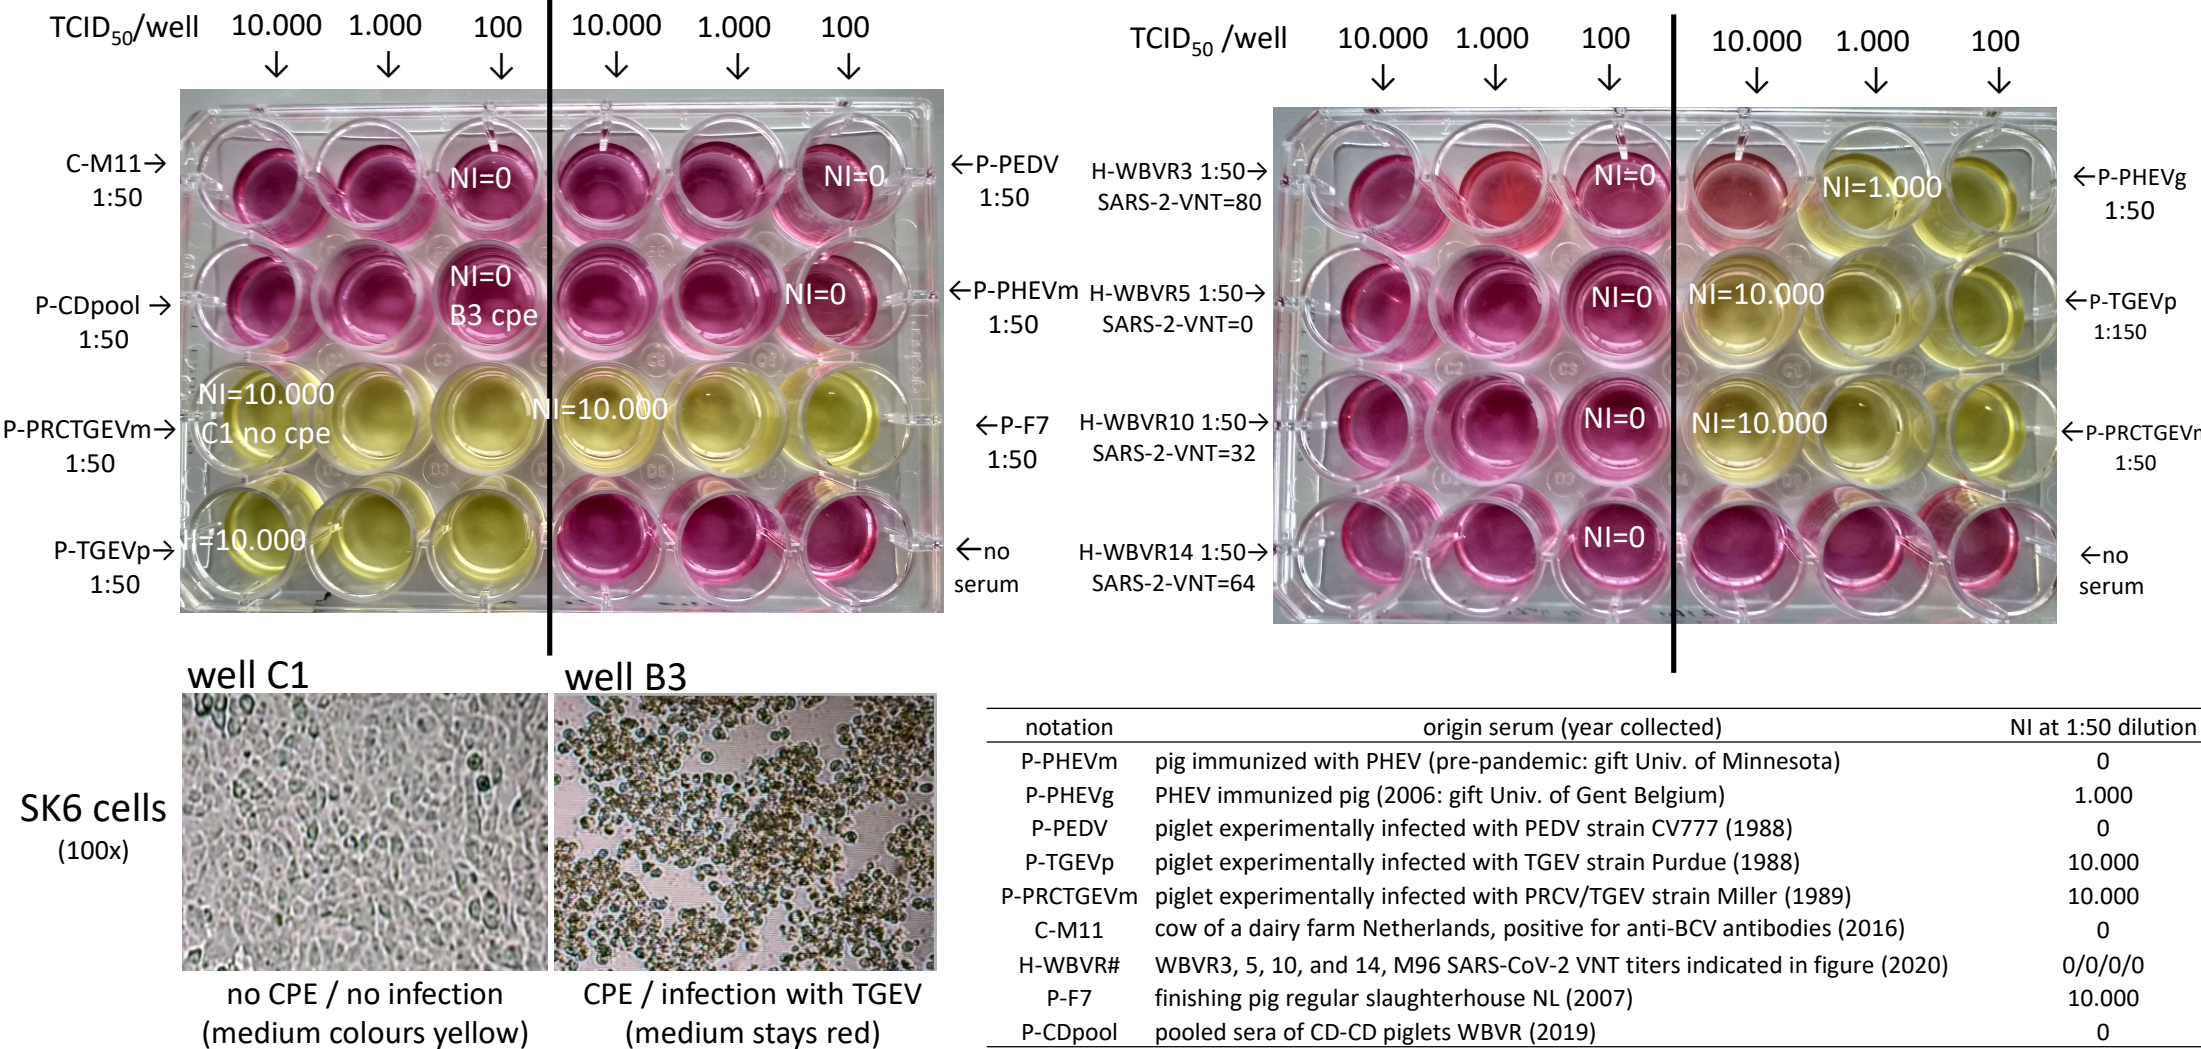 TCID50/well 10.000 1.000 100 10.000 1.000 100
↓ ↓ ↓ ↓ ↓ ↓
C-M11→
1:50
P-CDpool →
1:50
P-PRCTGEVm→
1:50
P-TGEVp→
1:50
NI=0
NI=0
NI=0
B3 cpe
NI=0
NI=10.000
C1 no cpe
NI=10.000
NI=10.000
←P-PEDV
1:50
←P-PHEVm
1:50
←P-F7
1:50
←no
serum
TCID50 /well 10.000 1.000 100 10.000 1.000 100
↓ ↓ ↓ ↓ ↓ ↓
H-WBVR3 1:50→
SARS-2-VNT=80
H-WBVR5 1:50→
SARS-2-VNT=0
H-WBVR10 1:50→
SARS-2-VNT=32
H-WBVR14 1:50→
SARS-2-VNT=64
NI=0
NI=1.000
NI=0
NI=10.000
NI=0
NI=10.000
NI=0
←P-PHEVg
1:50
←P-TGEVp
1:150
←P-PRCTGEVm
1:50
←no
serum
well C1
well B3
SK6 cells
(100x)
no CPE / no infection
(medium colours yellow)
CPE / infection with TGEV
(medium stays red)
notation origin serum (year collected) NI at 1:50 dilution
P-PHEVm pig immunized with PHEV (pre-pandemic: gift Univ. of Minnesota) 0
P-PHEVg PHEV immunized pig (2006: gift Univ. of Gent Belgium) 1.000
P-PEDV piglet experimentally infected with PEDV strain CV777 (1988) 0
P-TGEVp piglet experimentally infected with TGEV strain Purdue (1988) 10.000
P-PRCTGEVm piglet experimentally infected with PRCV/TGEV strain Miller (1989) 10.000
C-M11 cow of a dairy farm Netherlands, positive for anti-BCV antibodies (2016) 0
H-WBVR# WBVR3, 5, 10, and 14, M96 SARS-CoV-2 VNT titers indicated in figure (2020) 0/0/0/0
P-F7 finishing pig regular slaughterhouse NL (2007) 10.000
P-CDpool pooled sera of CD-CD piglets WBVR (2019) 0